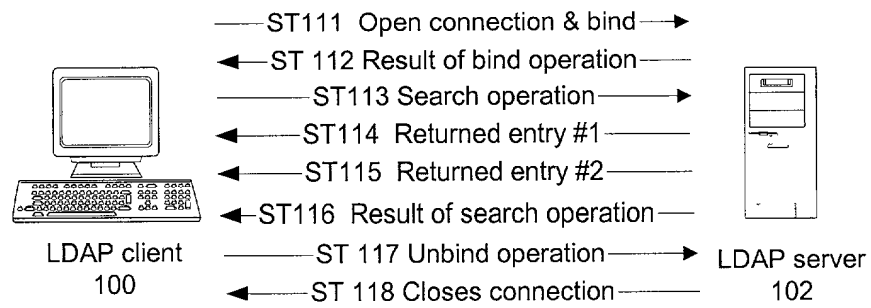 ST111 Open connection & bind
ST 112 Result of bind operation
ST113 Search operation
ST114 Returned entry #1
ST115 Returned entry #2
ST116 Result of search operation
ST 117 Unbind operation
ST 118 Closes connection
LDAP client
100
LDAP server
102